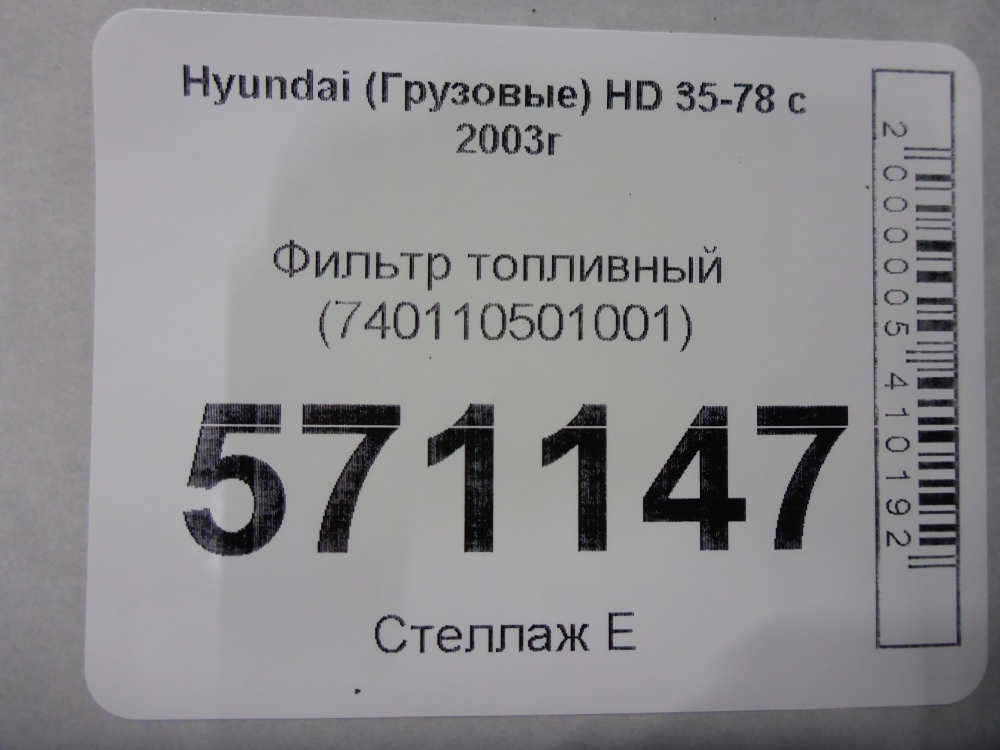 Hyundai (Грузовые) HD 35-78 с
2003г
Фильтр топливный
(740110501001)
571147
Стеллаж Е
2000005410192